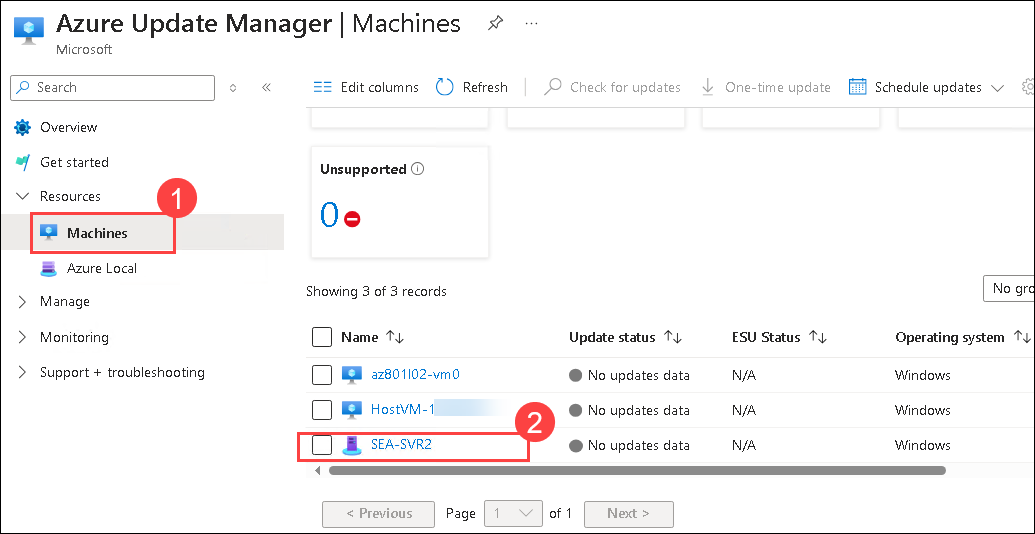 Azure Update Manager | Machines
Microsoft
Search
Edit columns Refresh Check for updates One-time update Schedule updates
Overview
Get started
Resources
1
Machines
Azure Local
Manage
Monitoring
Support + troubleshooting
Unsupported
0
Showing 3 of 3 records
No gro
Name Update status ESU Status Operating system
az801l02-vm0 No updates data N/A Windows
HostVM-1 No updates data N/A Windows
2
SEA-SVR2 No updates data N/A Windows
< Previous Page 1 of 1 Next >